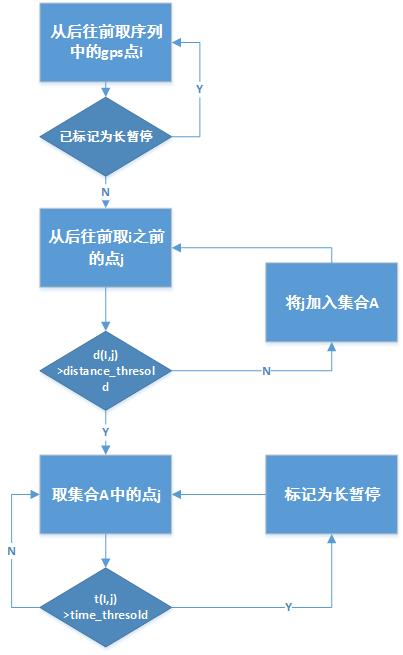 从后往前取序列
中的gps点i
Y
已标记为长暂停
N
从后往前取i之前
的点j
将j加入集合A
d(I,j)
>distance_thresol
d
N
Y
取集合A中的点j
标记为长暂停
N
t(I,j)
>time_thresold
Y